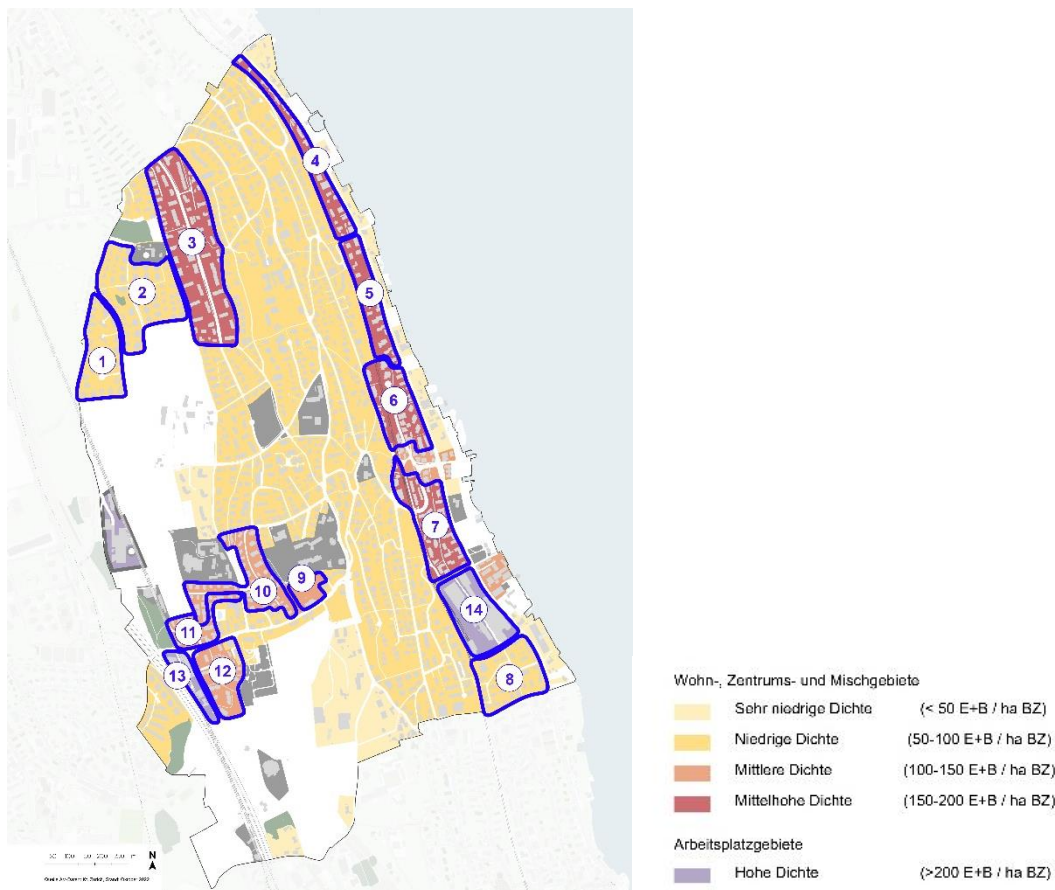 4
3
5
2
1
6
7
9
10
14
11
12
13
8
N
Wohn-, Zentrums- und Mischgebiete
Sehr niedrige Dichte (< 50 E+B / ha BZ)
Niedrige Dichte (50-100 E+B / ha BZ)
Mittlere Dichte (100-150 E+B / ha BZ)
Mittelhohe Dichte (150-200 E+B / ha BZ)
Arbeitsplatzgebiete
Hohe Dichte (>200 E+B / ha BZ)